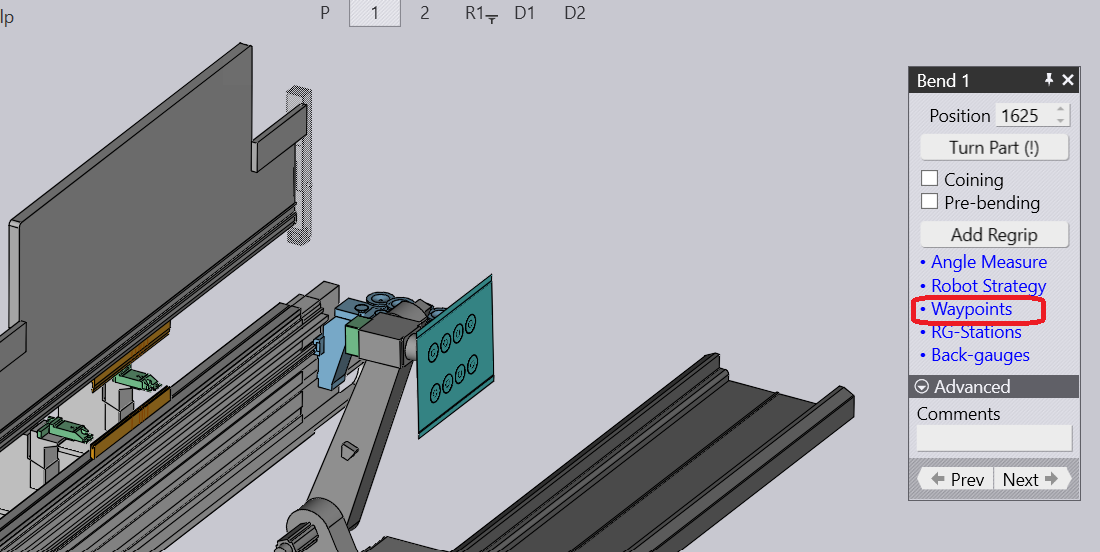 lp
P 1 2 R1 D1 D2
Bend 1
Position 1625
Turn Part (!)
Coining
Pre-bending
Add Regrip
• Angle Measure
• Robot Strategy
• Waypoints
• RG-Stations
• Back-gauges
Advanced
Comments
Prev Next